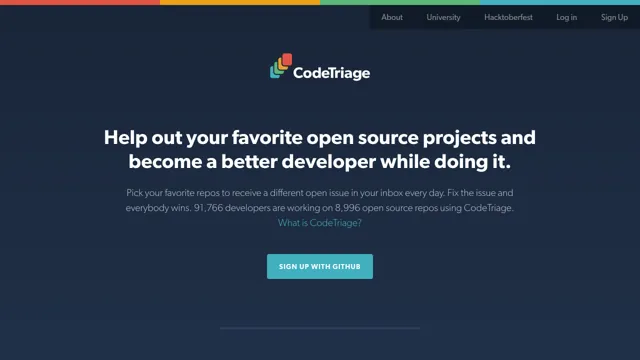 About University Hacktoberfest Log in Sign Up
CodeTriage
Help out your favorite open source projects and
become a better developer while doing it.
Pick your favorite repos to receive a different open issue in your inbox every day. Fix the issue and
everybody wins. 91,766 developers are working on 8,996 open source repos using CodeTriage.
What is CodeTriage?
SIGN UP WITH GITHUB